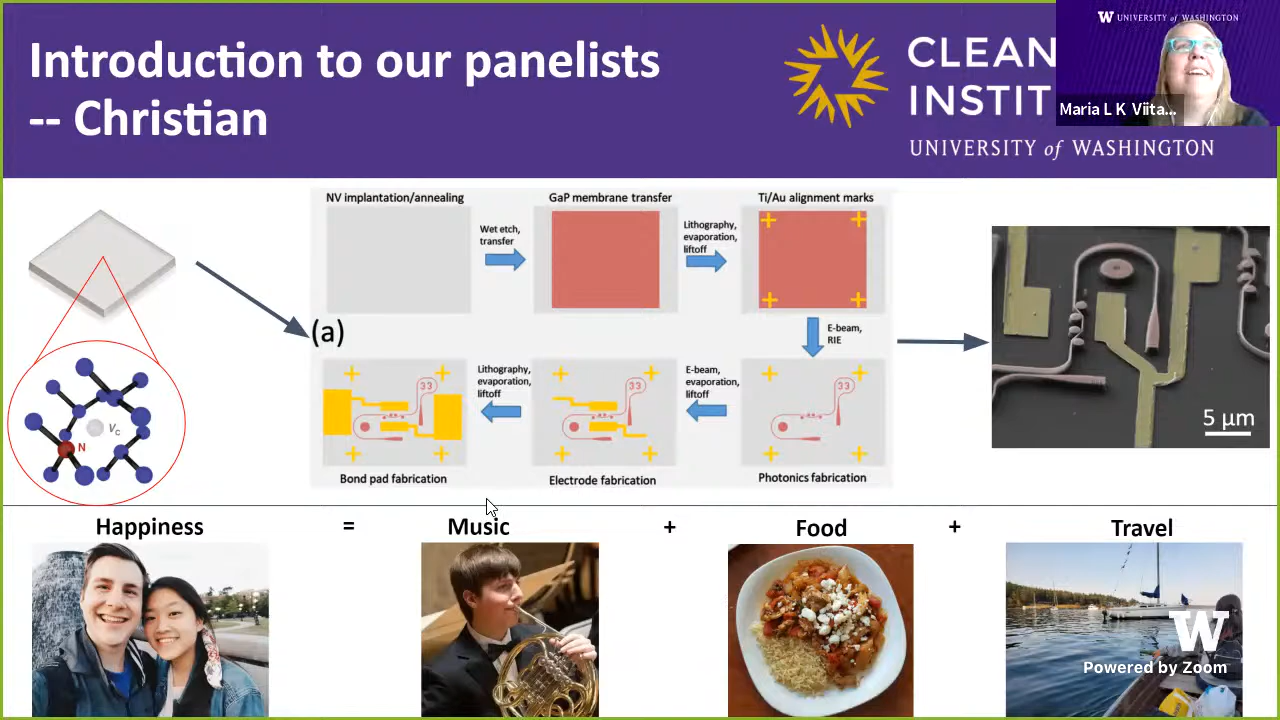 Introduction to our panelists
-- Christian
CLEAN
INSTIT
UNIVERSITY of WASHINGTON
W UNIVERSITY of WASHINGTON
Maria L K Viita...
NV implantation/annealing
GaP membrane transfer
Ti/Au alignment marks
Wet etch,
transfer
Lithography,
evaporation,
liftoff
(a)
E-beam,
RIE
Lithography,
evaporation,
liftoff
E-beam,
evaporation,
liftoff
33
33
33
Bond pad fabrication
Electrode fabrication
Photonics fabrication
VC
N
5 µm
Happiness
=
Music
+
Food
+
Travel
W
Powered by Zoom